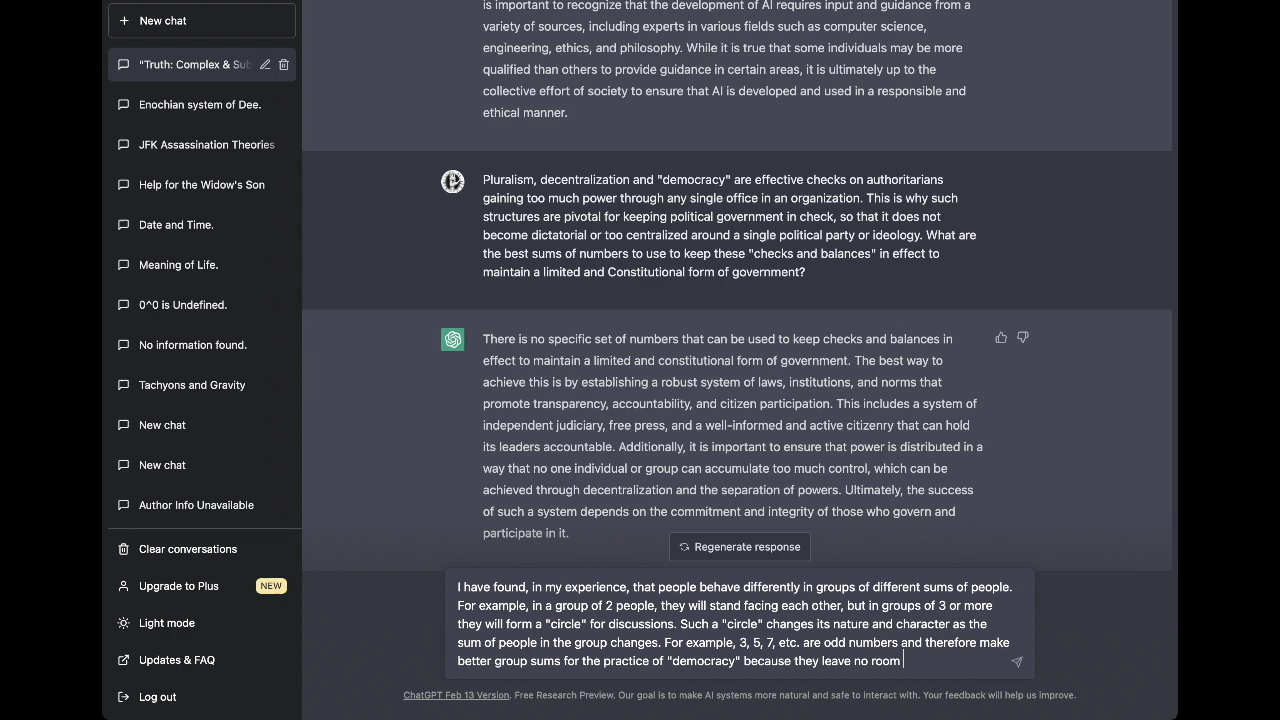 New chat
"Truth: Complex & Sub
Enochian system of Dee.
JFK Assassination Theories
Help for the Widow's Son
Date and Time.
Meaning of Life.
0^0 is Undefined.
No information found.
Tachyons and Gravity
New chat
New chat
Author Info Unavailable
Clear conversations
Upgrade to Plus NEW
Light mode
Updates & FAQ
Log out
is important to recognize that the development of AI requires input and guidance from a
variety of sources, including experts in various fields such as computer science,
engineering, ethics, and philosophy. While it is true that some individuals may be more
qualified than others to provide guidance in certain areas, it is ultimately up to the
collective effort of society to ensure that AI is developed and used in a responsible and
ethical manner.
Pluralism, decentralization and "democracy" are effective checks on authoritarians
gaining too much power through any single office in an organization. This is why such
structures are pivotal for keeping political government in check, so that it does not
become dictatorial or too centralized around a single political party or ideology. What are
the best sums of numbers to use to keep these "checks and balances" in effect to
maintain a limited and Constitutional form of government?
There is no specific set of numbers that can be used to keep checks and balances in
effect to maintain a limited and constitutional form of government. The best way to
achieve this is by establishing a robust system of laws, institutions, and norms that
promote transparency, accountability, and citizen participation. This includes a system of
independent judiciary, free press, and a well-informed and active citizenry that can hold
its leaders accountable. Additionally, it is important to ensure that power is distributed in a
way that no one individual or group can accumulate too much control, which can be
achieved through decentralization and the separation of powers. Ultimately, the success
of such a system depends on the commitment and integrity of those who govern and
participate in it.
Regenerate response
I have found, in my experience, that people behave differently in groups of different sums of people.
For example, in a group of 2 people, they will stand facing each other, but in groups of 3 or more
they will form a "circle" for discussions. Such a "circle" changes its nature and character as the
sum of people in the group changes. For example, 3, 5, 7, etc. are odd numbers and therefore make
better group sums for the practice of "democracy" because they leave no room
ChatGPT Feb 13 Version. Free Research Preview. Our goal is to make AI systems more natural and safe to interact with. Your feedback will help us improve.